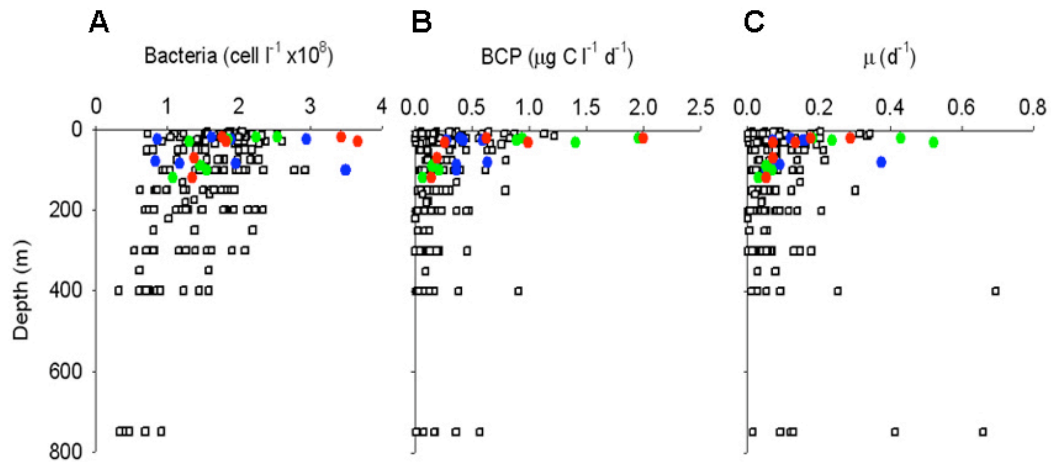 A B C
Bacteria (cell l⁻¹ x10⁸) BCP (µg C l⁻¹ d⁻¹) µ (d⁻¹)
0 1 2 3 4 0.0 0.5 1.0 1.5 2.0 2.5 0.0 0.2 0.4 0.6 0.8
0
200
400
600
800
Depth (m)